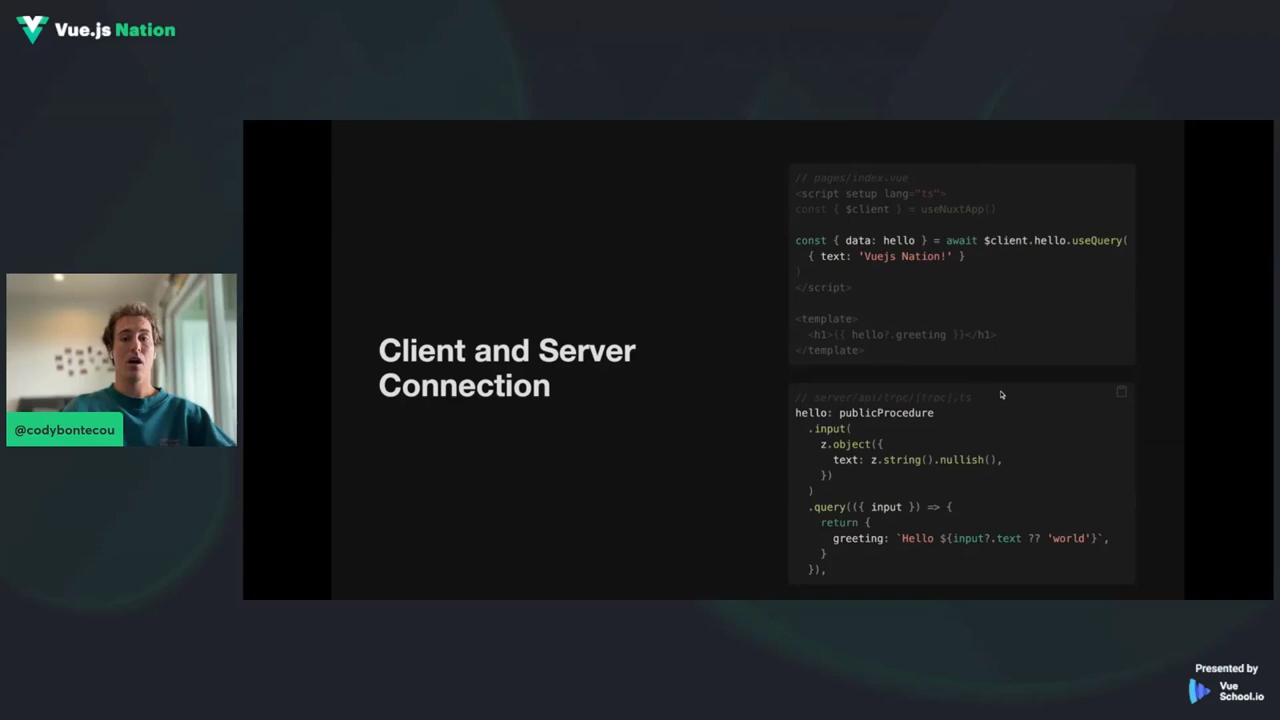 Vue.js Nation
// pages/index.vue
<script setup lang="ts">
const { $client } = useNuxtApp()
const { data: hello } = await $client.hello.useQuery(
{ text: 'Vuejs Nation!' }
)
</script>
<template>
<h1>{{ hello?.greeting }}</h1>
</template>
Client and Server
Connection
// server/api/trpc/[trpc].ts
hello: publicProcedure
.input(
z.object({
text: z.string().nullish(),
})
)
.query(({ input }) => {
return {
greeting: `Hello ${input?.text ?? 'world'}`,
}
}),
@codybontecou
Presented by
Vue
School.io